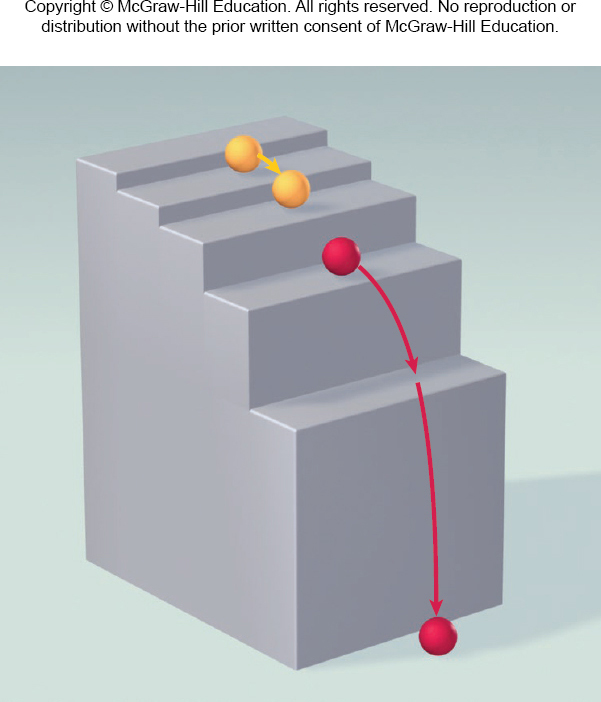 Copyright © McGraw-Hill Education. All rights reserved. No reproduction or
distribution without the prior written consent of McGraw-Hill Education.